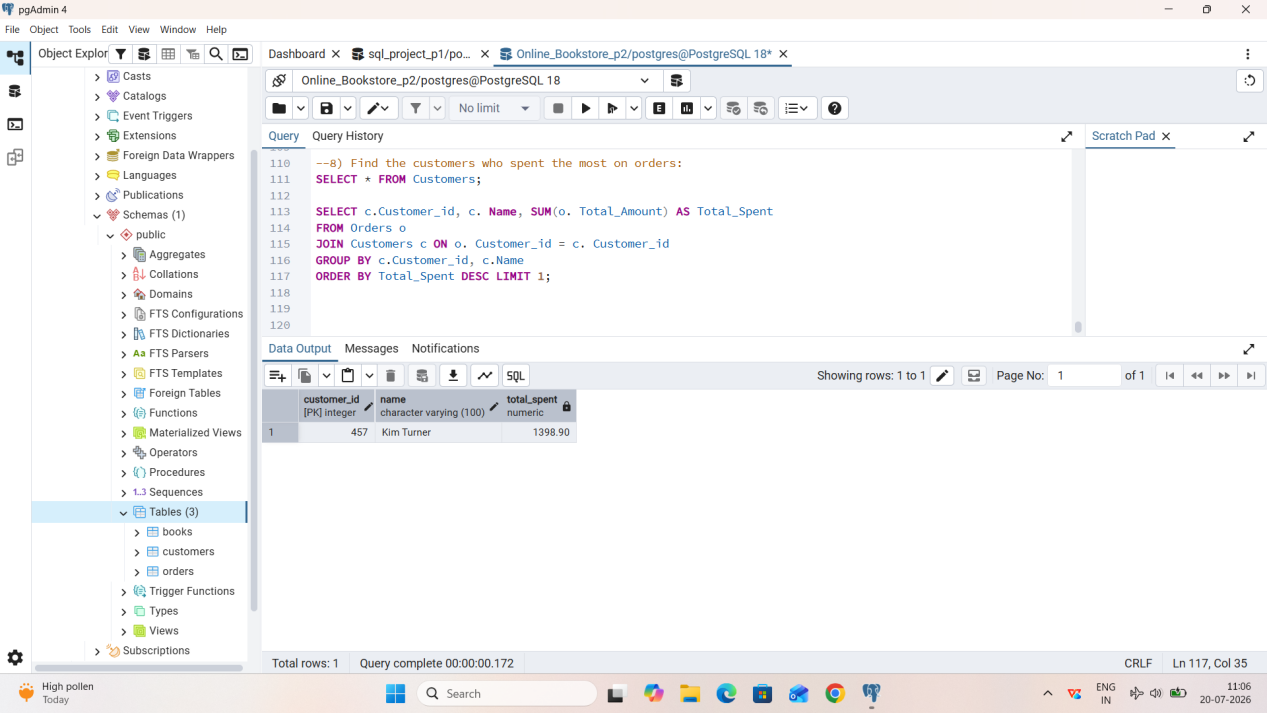 pgAdmin 4
File Object Tools Edit View Window Help
Object Explor
Dashboard
sql_project_p1/po...
Online_Bookstore_p2/postgres@PostgreSQL 18*
Online_Bookstore_p2/postgres@PostgreSQL 18
No limit
E
SQL
Query Query History
Scratch Pad
Casts
Catalogs
Event Triggers
Extensions
Foreign Data Wrappers
Languages
Publications
Schemas (1)
public
Aggregates
Collations
Domains
FTS Configurations
FTS Dictionaries
Aa FTS Parsers
FTS Templates
Foreign Tables
Functions
Materialized Views
Operators
Procedures
1..3 Sequences
Tables (3)
books
customers
orders
Trigger Functions
Types
Views
Subscriptions
110 --8) Find the customers who spent the most on orders:
111 SELECT * FROM Customers;
112
113 SELECT c.Customer_id, c. Name, SUM(o. Total_Amount) AS Total_Spent
114 FROM Orders o
115 JOIN Customers c ON o. Customer_id = c. Customer_id
116 GROUP BY c.Customer_id, c.Name
117 ORDER BY Total_Spent DESC LIMIT 1;
118
119
120
Data Output Messages Notifications
Showing rows: 1 to 1
Page No: 1 of 1
customer_id name total_spent
[PK] integer character varying (100) numeric
1 457 Kim Turner 1398.90
Total rows: 1 Query complete 00:00:00.172 CRLF Ln 117, Col 35
High pollen
Today
Search
ENG
IN
11:06
20-07-2026